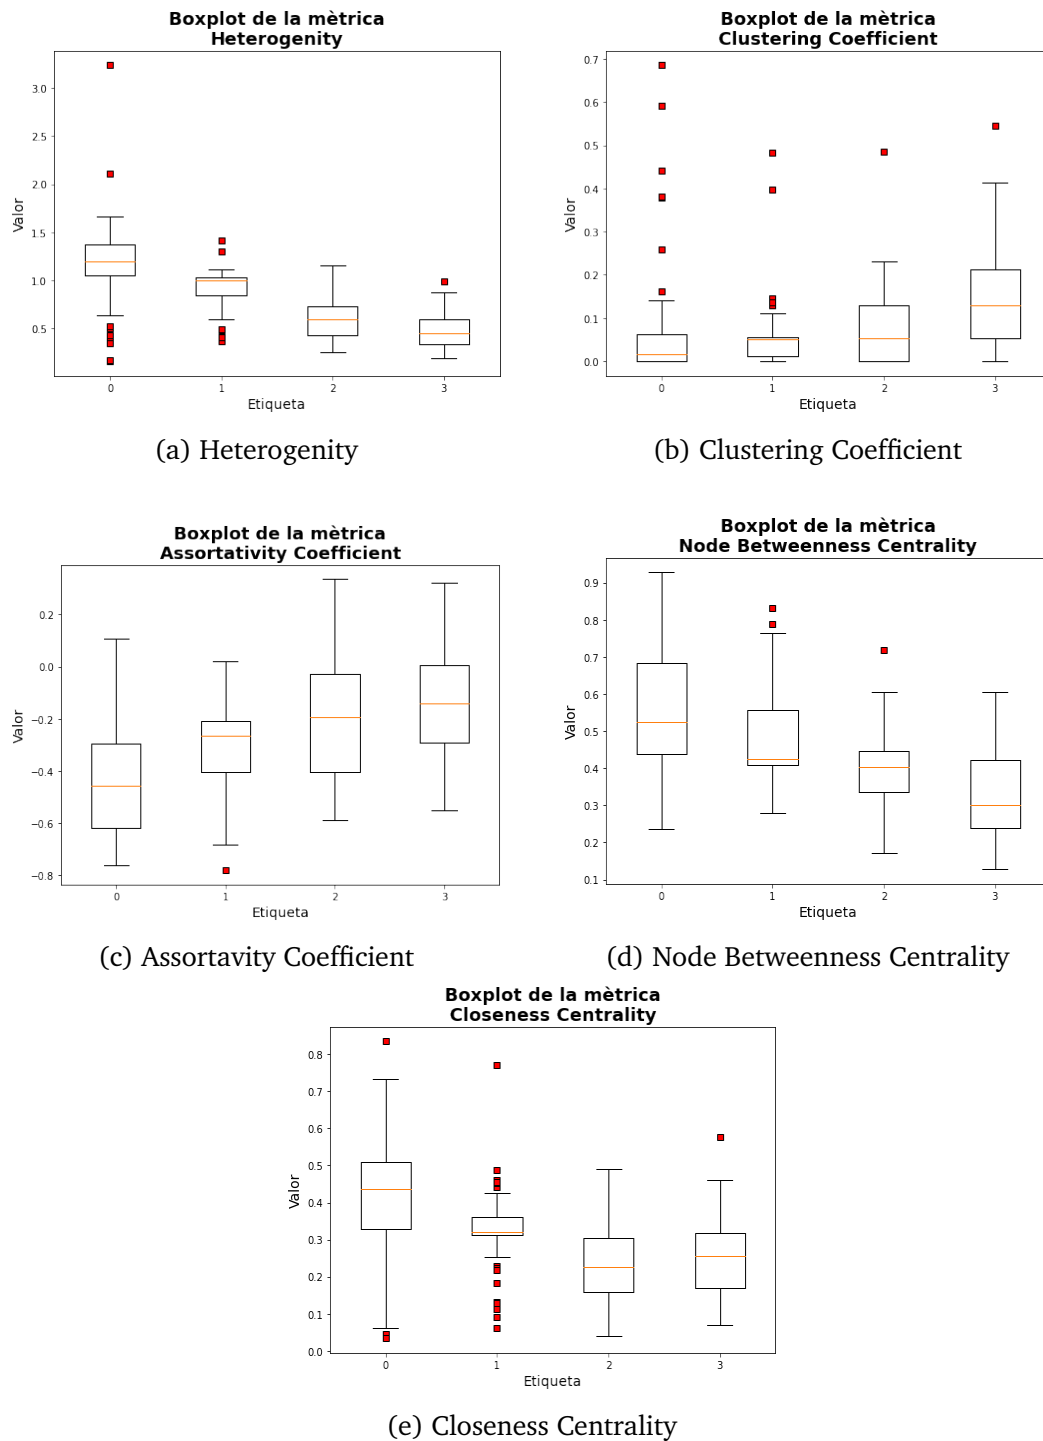 Boxplot de la mètrica
Heterogenity
Valor
3.0
2.5
2.0
1.5
1.0
0.5
0 1 2 3
Etiqueta
(a) Heterogenity
Boxplot de la mètrica
Clustering Coefficient
Valor
0.7
0.6
0.5
0.4
0.3
0.2
0.1
0.0
0 1 2 3
Etiqueta
(b) Clustering Coefficient
Boxplot de la mètrica
Assortativity Coefficient
Valor
0.2
0.0
−0.2
−0.4
−0.6
−0.8
0 1 2 3
Etiqueta
(c) Assortavity Coefficient
Boxplot de la mètrica
Node Betweenness Centrality
Valor
0.9
0.8
0.7
0.6
0.5
0.4
0.3
0.2
0.1
0 1 2 3
Etiqueta
(d) Node Betweenness Centrality
Boxplot de la mètrica
Closeness Centrality
Valor
0.8
0.7
0.6
0.5
0.4
0.3
0.2
0.1
0.0
0 1 2 3
Etiqueta
(e) Closeness Centrality